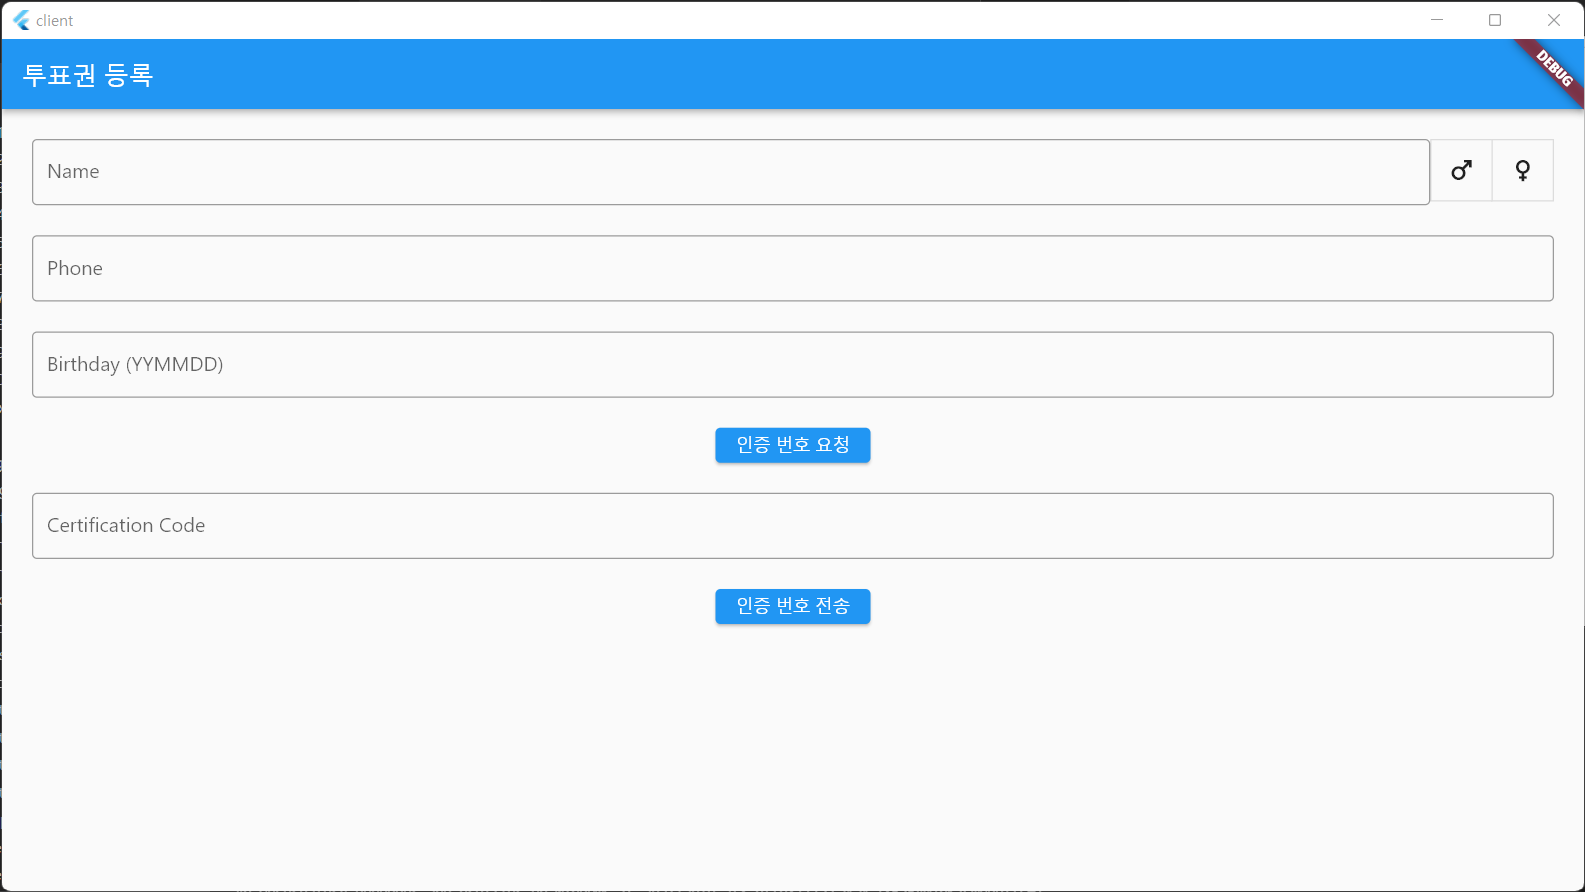 client
투표권 등록
DEBUG
Name
Phone
Birthday (YYMMDD)
인증 번호 요청
Certification Code
인증 번호 전송